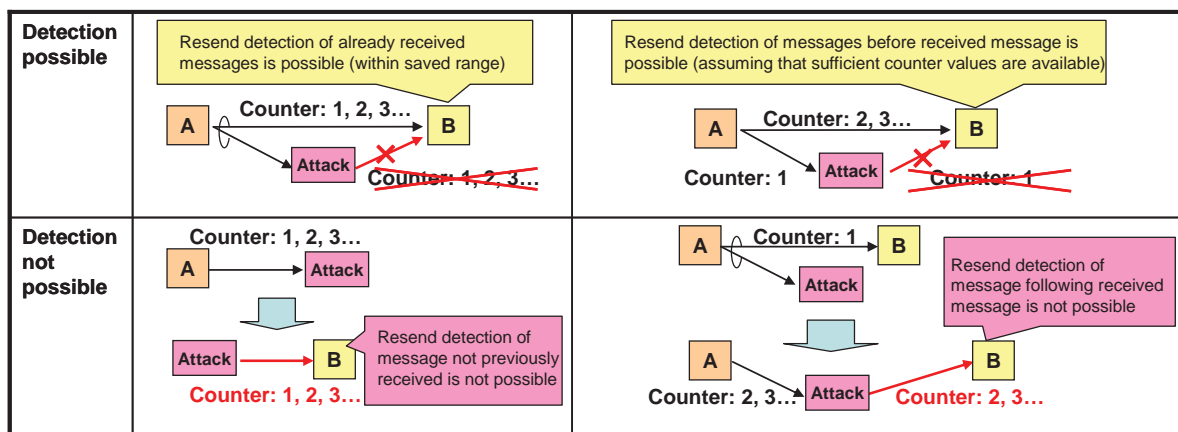 Detection
possible
Resend detection of already received
messages is possible (within saved range)
Counter: 1, 2, 3…
A
B
Attack
Counter: 1, 2, 3…
Resend detection of messages before received message is
possible (assuming that sufficient counter values are available)
Counter: 2, 3…
A
B
Attack
Counter: 1
Counter: 1
Detection
not
possible
Counter: 1, 2, 3…
A
Attack
Attack
B
Resend detection of
message not previously
received is not possible
Counter: 1, 2, 3…
Counter: 1
A
B
Attack
Resend detection of
message following received
message is not possible
A
B
Attack
Counter: 2, 3…
Counter: 2, 3…